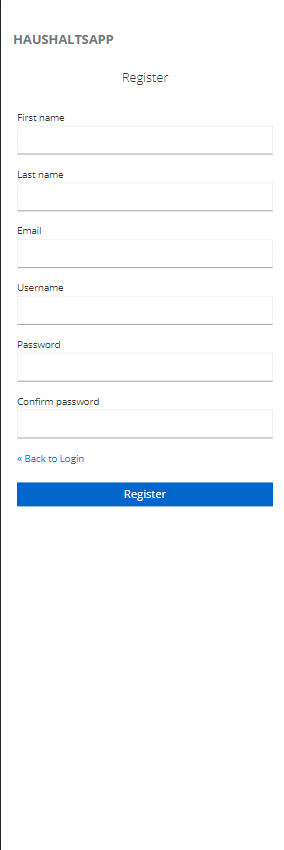 HAUSHALTSAPP
Register
First name
Last name
Email
Username
Password
Confirm password
« Back to Login
Register